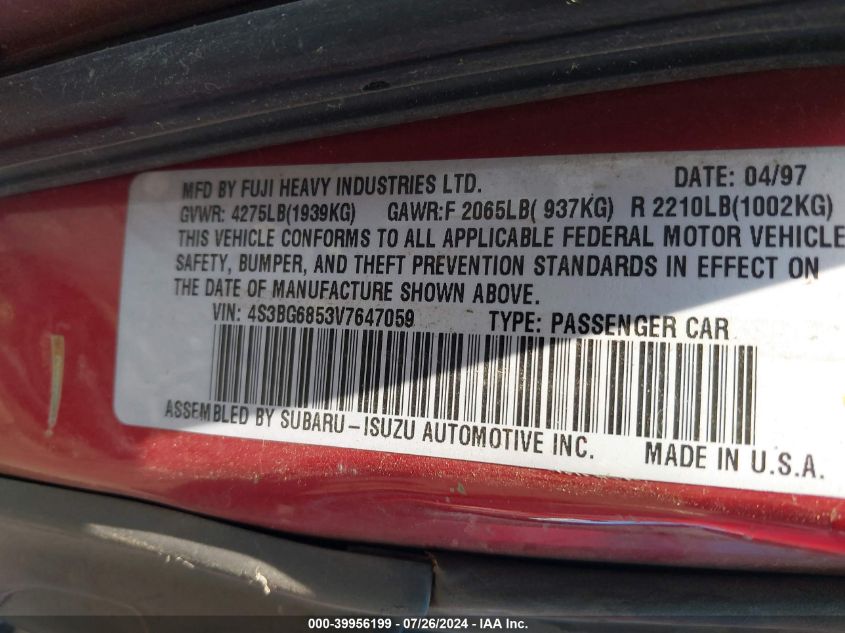 MFD BY FUJI HEAVY INDUSTRIES LTD. DATE: 04/97
GVWR: 4275LB(1939KG) GAWR:F 2065LB( 937KG) R 2210LB(1002KG)
THIS VEHICLE CONFORMS TO ALL APPLICABLE FEDERAL MOTOR VEHICLE
SAFETY, BUMPER, AND THEFT PREVENTION STANDARDS IN EFFECT ON
THE DATE OF MANUFACTURE SHOWN ABOVE.
VIN: 4S3BG6853V7647059 TYPE: PASSENGER CAR
ASSEMBLED BY SUBARU-ISUZU AUTOMOTIVE INC. MADE IN U.S.A.
000-39956199 - 07/26/2024 - IAA Inc.